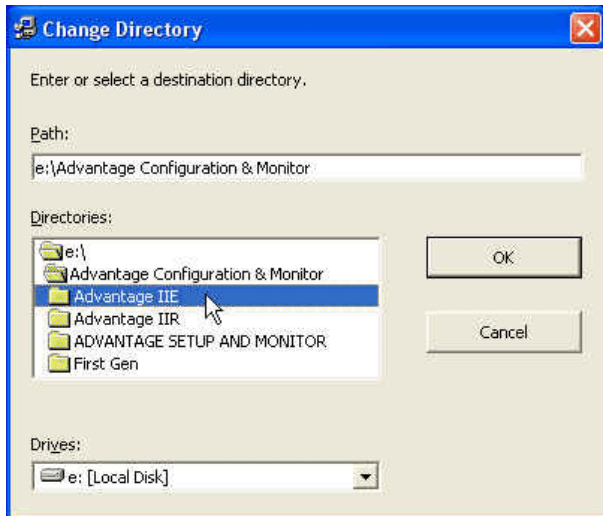 Change Directory
Enter or select a destination directory.
Path:
e:\Advantage Configuration & Monitor
Directories:
e:\
Advantage Configuration & Monitor
Advantage IIE
Advantage IIR
ADVANTAGE SETUP AND MONITOR
First Gen
OK
Cancel
Drives:
e: [Local Disk]